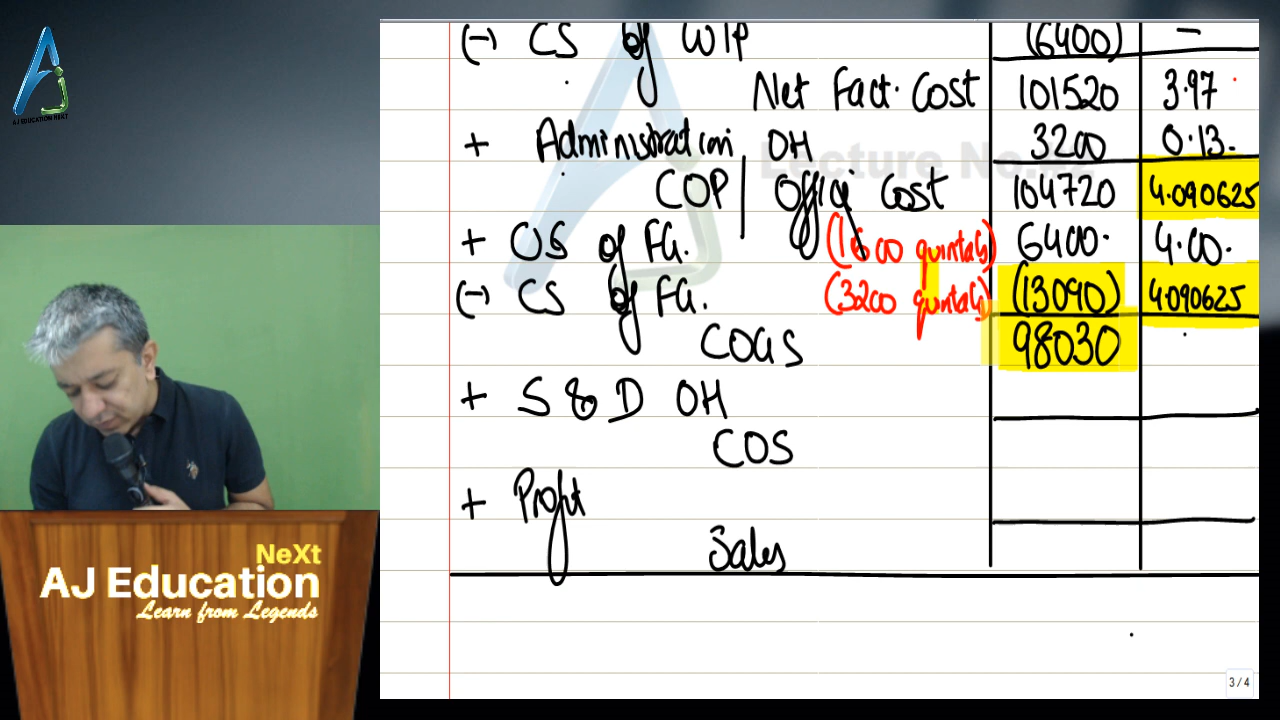 AJ EDUCATION NEXT
(-) CS of WIP (6400) -
Net Fact. Cost 101520 3.97
+ Administration OH 3200 0.13
Lecture No.
COP / Office Cost 104720 4.090625
+ OS of FG. (1600 quintals) 6400 4.00
(-) CS of FG. (3200 quintals) (13090) 4.090625
COGS 98030
+ S & D OH
COS
+ Profit
Sales
NeXt
AJ Education
Learn from Legends
3 / 4